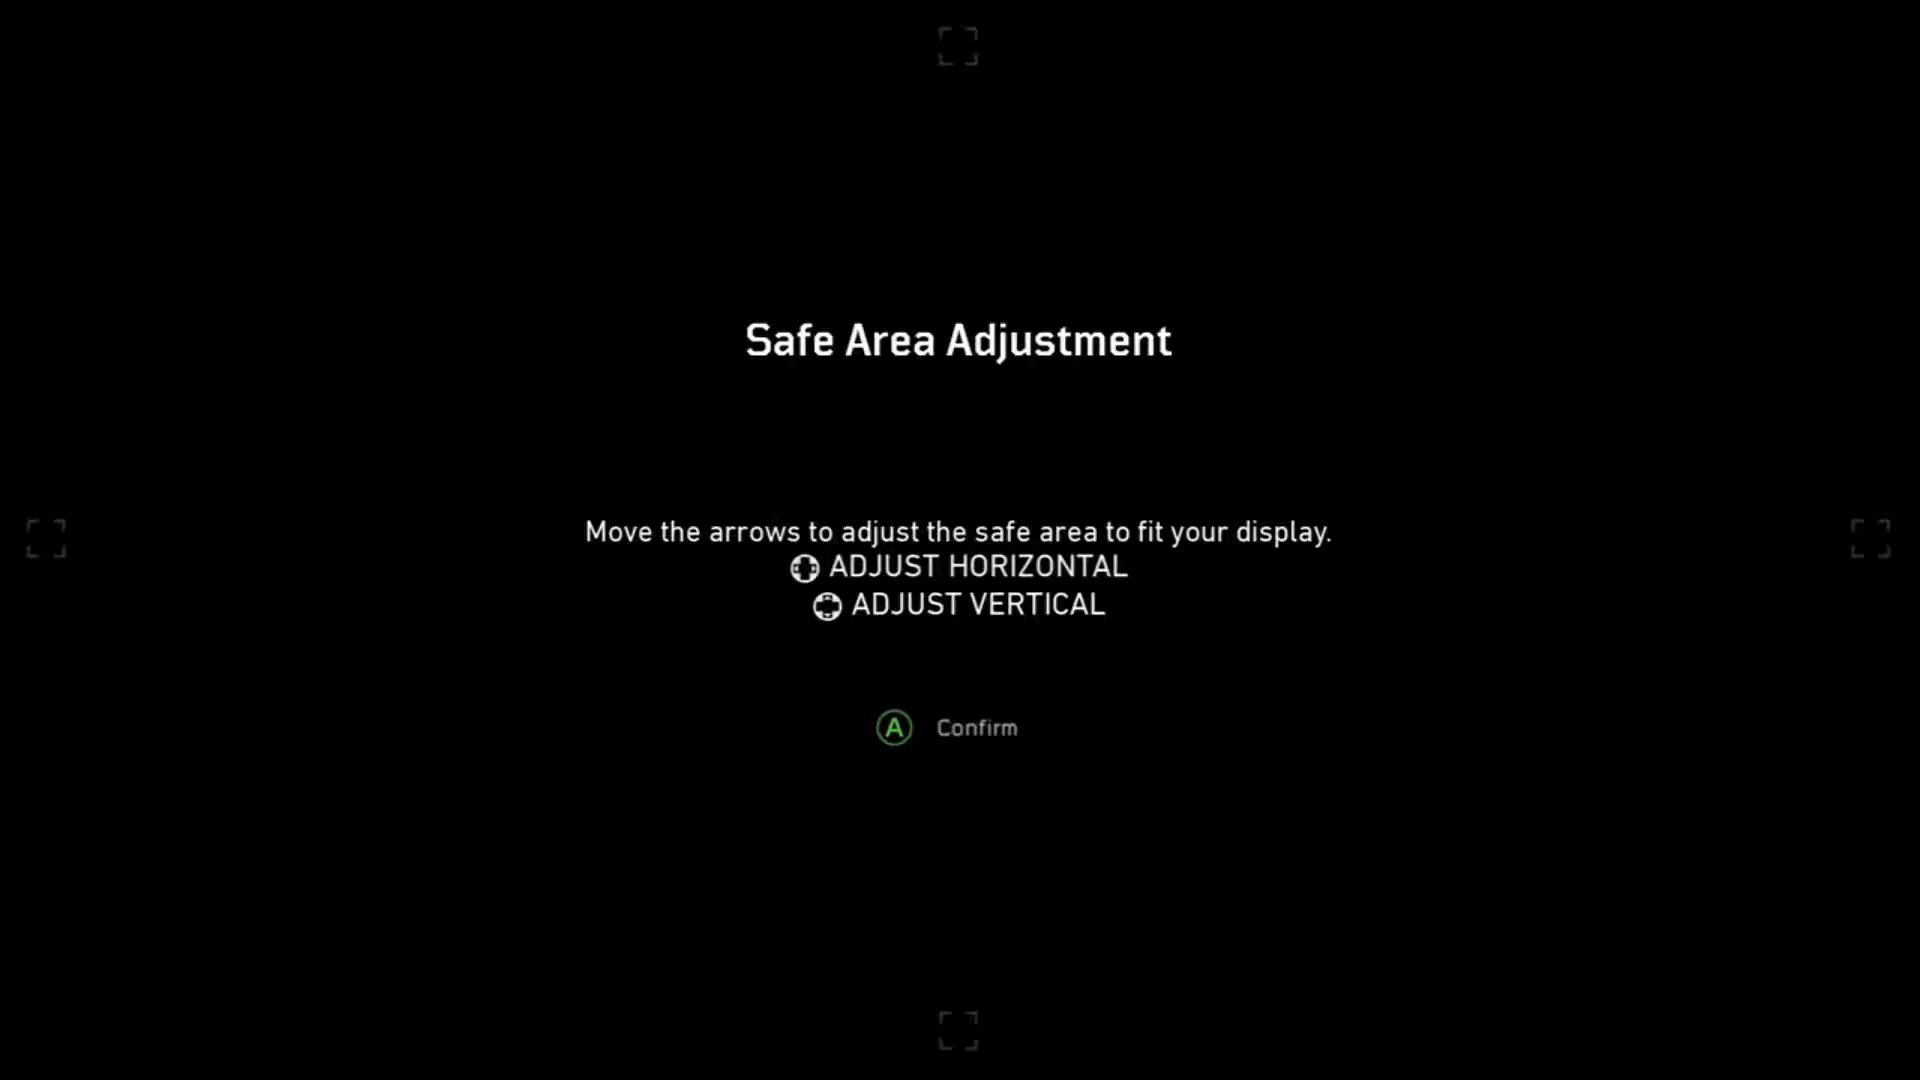 Safe Area Adjustment
Move the arrows to adjust the safe area to fit your display.
ADJUST HORIZONTAL
ADJUST VERTICAL
A Confirm